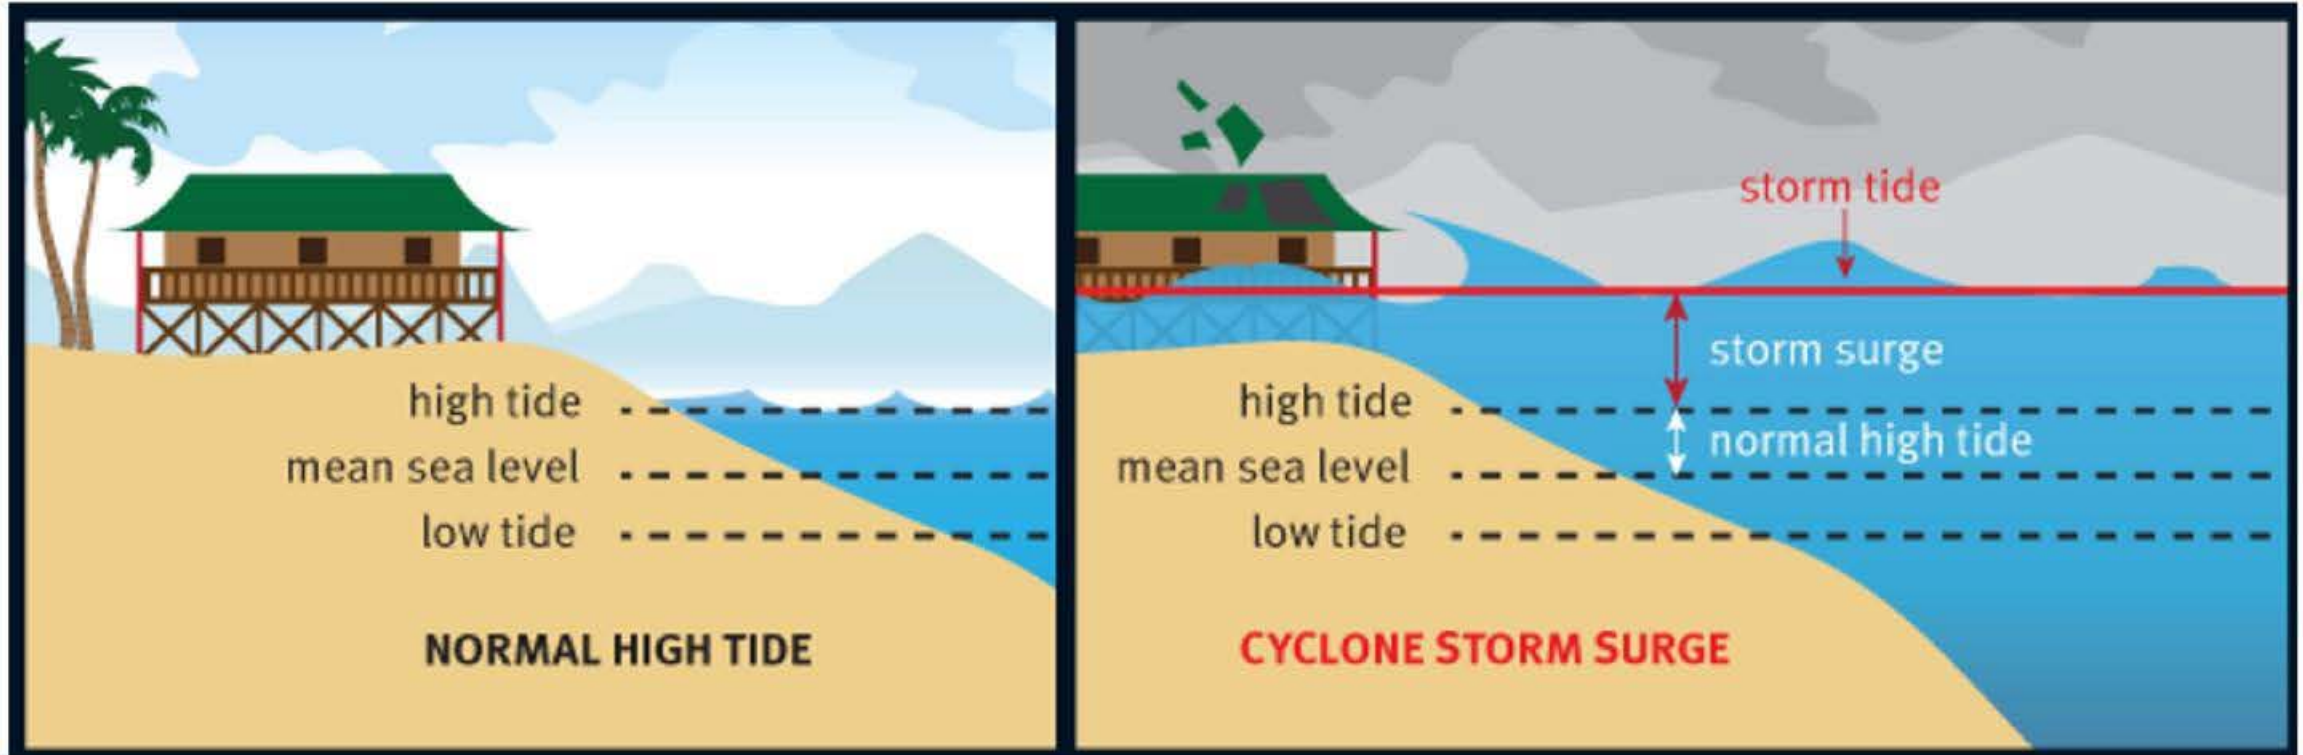 high tide
mean sea level
low tide
NORMAL HIGH TIDE
storm tide
storm surge
high tide
normal high tide
mean sea level
low tide
CYCLONE STORM SURGE